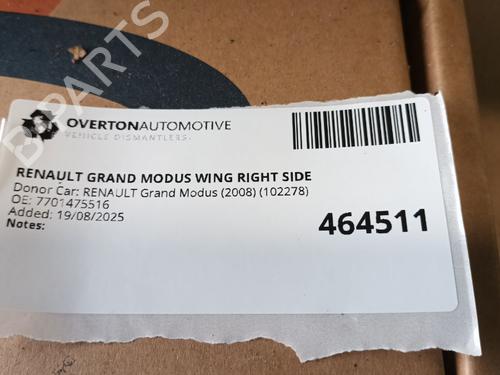 B-PARTS
OVERTONAUTOMOTIVE
VEHICLE DISMANTLERS
RENAULT GRAND MODUS WING RIGHT SIDE
Donor Car: RENAULT Grand Modus (2008) (102278)
OE: 7701475516
Added: 19/08/2025
Notes:
464511